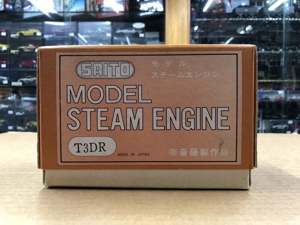 SAITO
モデル
スチームエンジン
MODEL
STEAM ENGINE
T3DR
MADE IN JAPAN
㈲斎藤製作所